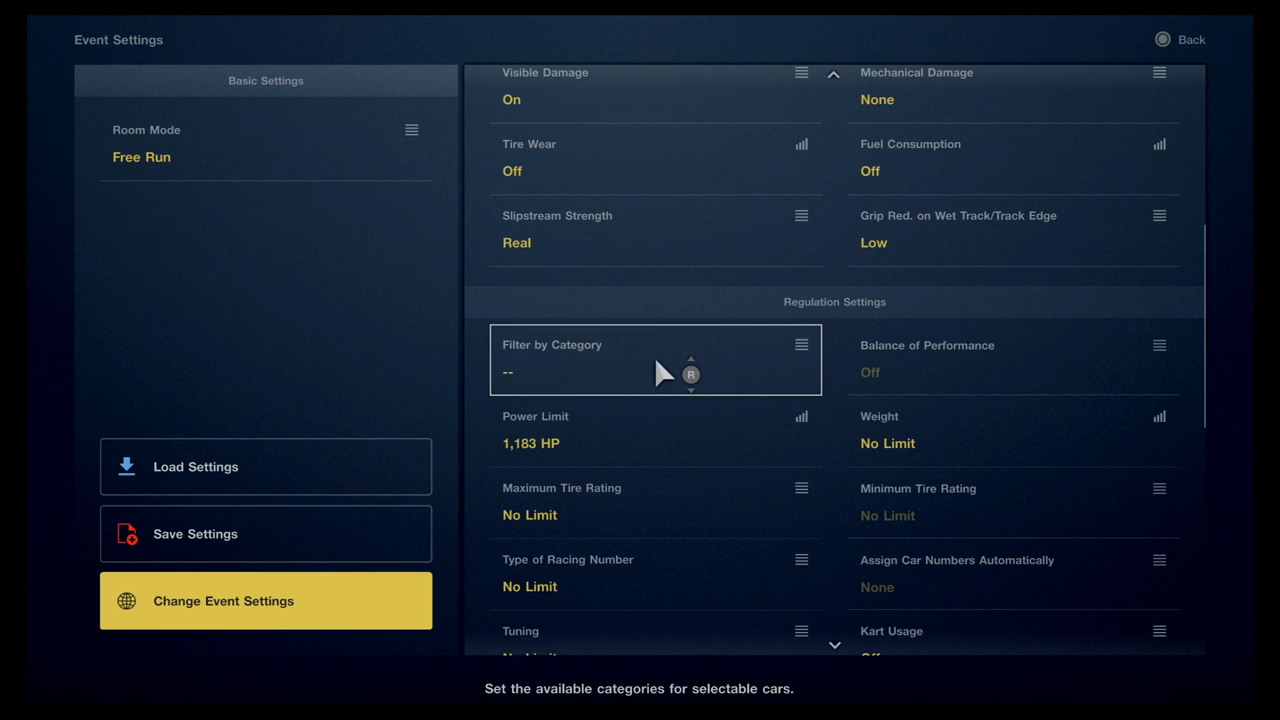 Event Settings
Back
Basic Settings
Room Mode
Free Run
Load Settings
Save Settings
Change Event Settings
Visible Damage
On
Mechanical Damage
None
Tire Wear
Off
Fuel Consumption
Off
Slipstream Strength
Real
Grip Red. on Wet Track/Track Edge
Low
Regulation Settings
Filter by Category
--
R
Balance of Performance
Off
Power Limit
1,183 HP
Weight
No Limit
Maximum Tire Rating
No Limit
Minimum Tire Rating
No Limit
Type of Racing Number
No Limit
Assign Car Numbers Automatically
None
Tuning
Kart Usage
Set the available categories for selectable cars.